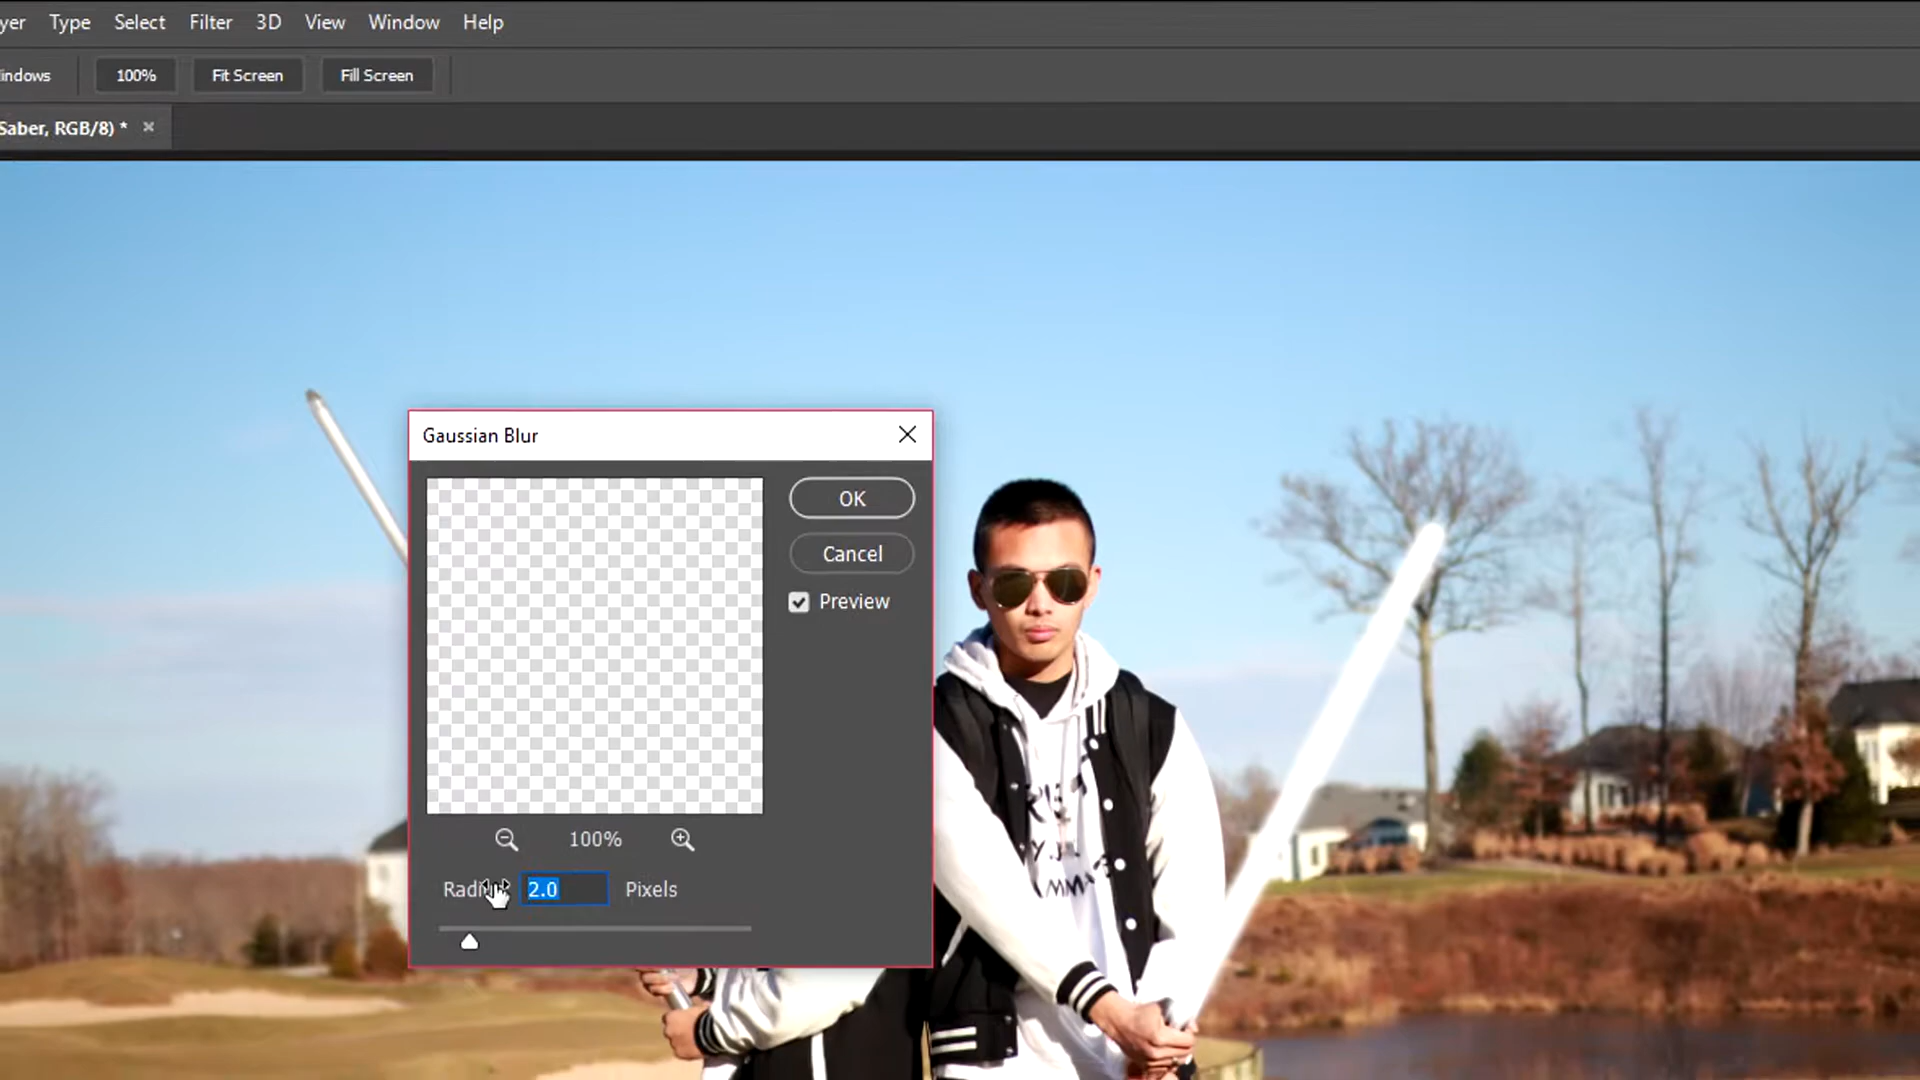 yer Type Select Filter 3D View Window Help
indows 100% Fit Screen Fill Screen
Saber, RGB/8) * ×
Gaussian Blur
OK
Cancel
Preview
100%
2.0 Pixels